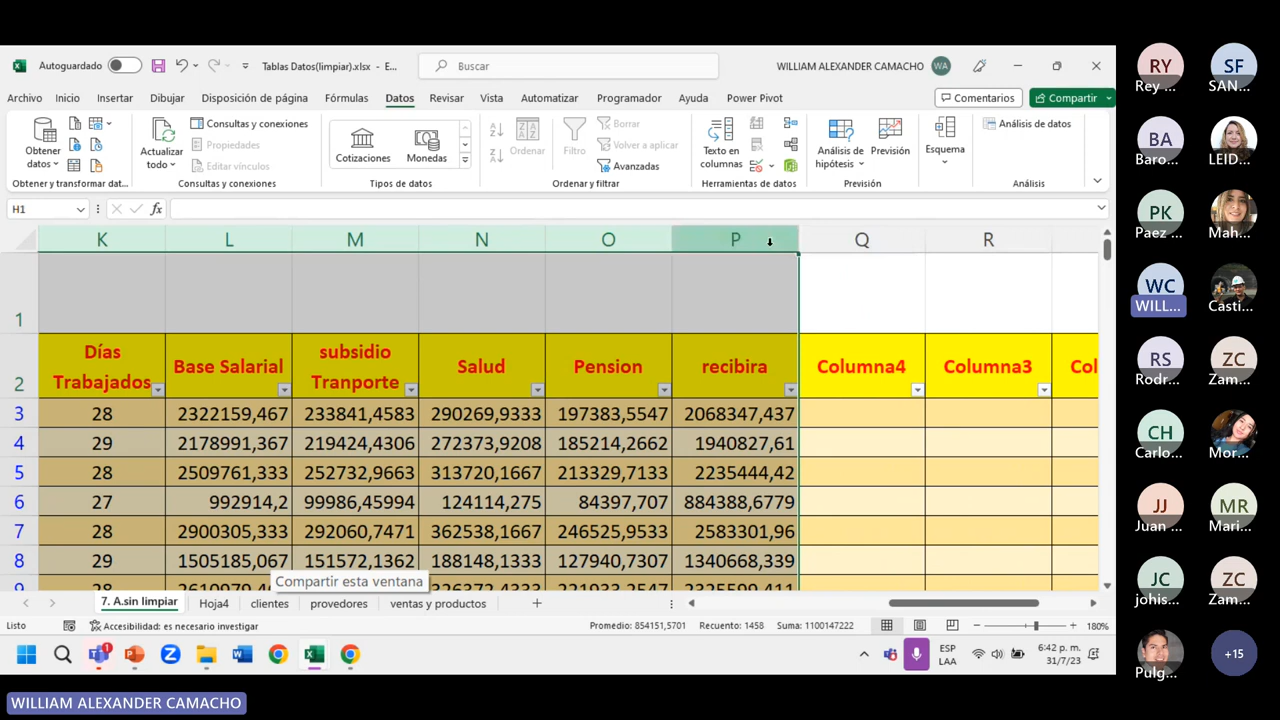 Autoguardado
Tablas Datos(limpiar).xlsx - E...
Buscar
WILLIAM ALEXANDER CAMACHO
WA
Archivo Inicio Insertar Dibujar Disposición de página Fórmulas Datos Revisar Vista Automatizar Programador Ayuda Power Pivot
Comentarios
Compartir
Obtener
datos
Actualizar
todo
Consultas y conexiones
Propiedades
Editar vínculos
Cotizaciones
Monedas
Ordenar
Filtro
Borrar
Volver a aplicar
Avanzadas
Texto en
columnas
Análisis de
hipótesis
Previsión
Esquema
Análisis de datos
Obtener y transformar dat...
Consultas y conexiones
Tipos de datos
Ordenar y filtrar
Herramientas de datos
Previsión
Análisis
H1
fx
K L M N O P Q R
1
2
Días
Trabajados
Base Salarial
subsidio
Tranporte
Salud
Pension
recibira
Columna4
Columna3
Col
3 28 2322159,467 233841,4583 290269,9333 197383,5547 2068347,437
4 29 2178991,367 219424,4306 272373,9208 185214,2662 1940827,61
5 28 2509761,333 252732,9663 313720,1667 213329,7133 2235444,42
6 27 992914,2 99986,45994 124114,275 84397,707 884388,6779
7 28 2900305,333 292060,7471 362538,1667 246525,9533 2583301,96
8 29 1505185,067 151572,1362 188148,1333 127940,7307 1340668,339
Compartir esta ventana
7. A.sin limpiar Hoja4 clientes provedores ventas y productos
Listo
Accesibilidad: es necesario investigar
Promedio: 854151,5701 Recuento: 1458 Suma: 1100147222
180%
1
ESP
LAA
6:42 p. m.
31/7/23
WILLIAM ALEXANDER CAMACHO
RY
Rey ...
SF
SAN...
BA
Baro...
LEID...
PK
Paez ...
Mah...
WC
WILL...
Casti...
RS
Rodr...
ZC
Zam...
CH
Carlo...
Mor...
JJ
Juan ...
MR
Mari...
JC
johis...
ZC
Zam...
Pulg...
+15